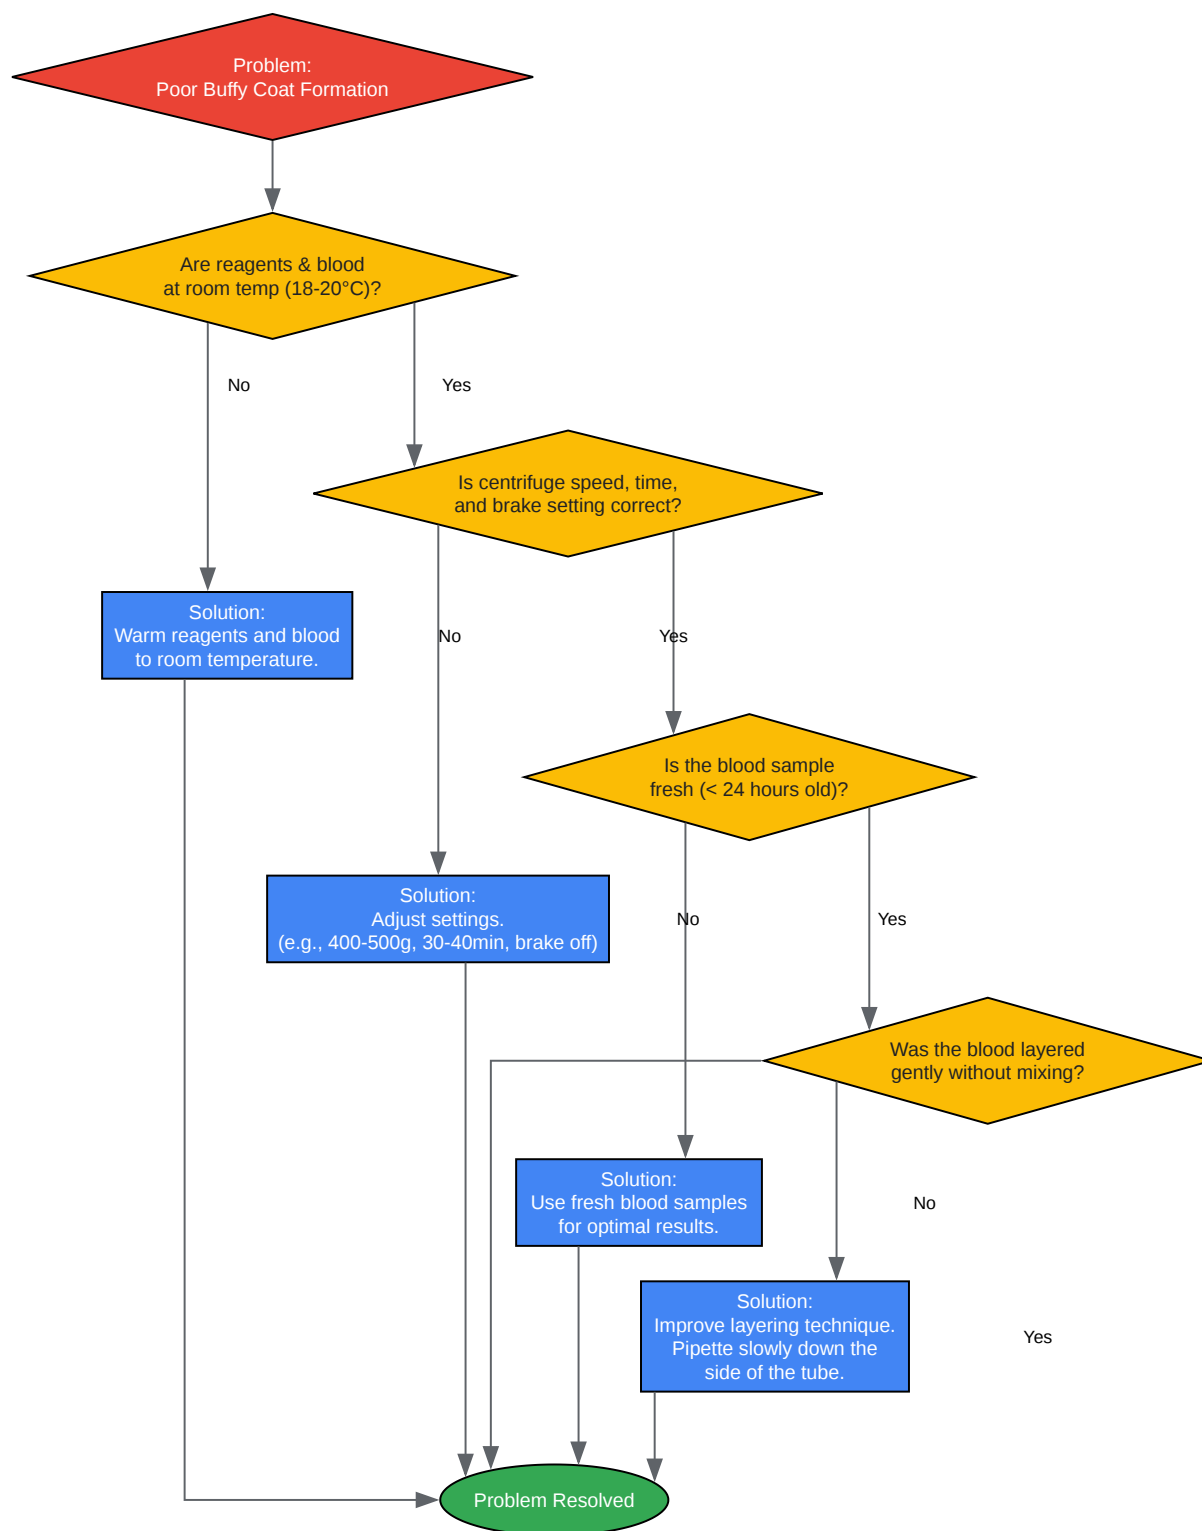 Problem:
Poor Buffy Coat Formation
Are reagents & blood
at room temp (18-20°C)?
No
Yes
Is centrifuge speed, time,
and brake setting correct?
Solution:
Warm reagents and blood
to room temperature.
No
Yes
Is the blood sample
fresh (< 24 hours old)?
Solution:
Adjust settings.
(e.g., 400-500g, 30-40min, brake off)
No
Yes
Was the blood layered
gently without mixing?
Solution:
Use fresh blood samples
for optimal results.
No
Solution:
Improve layering technique.
Pipette slowly down the
side of the tube.
Yes
Problem Resolved